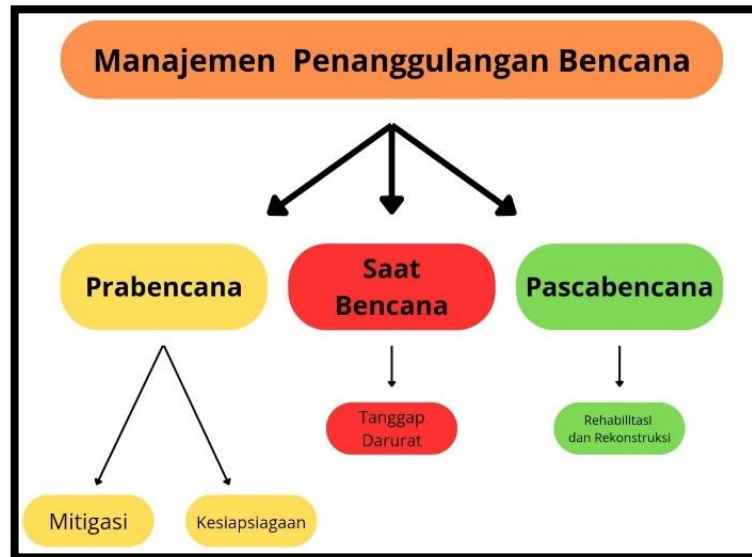 Manajemen Penanggulangan Bencana
Prabencana
Saat
Bencana
Pascabencana
Tanggap
Darurat
Rehabilitasi
dan Rekonstruksi
Mitigasi
Kesiapsiagaan